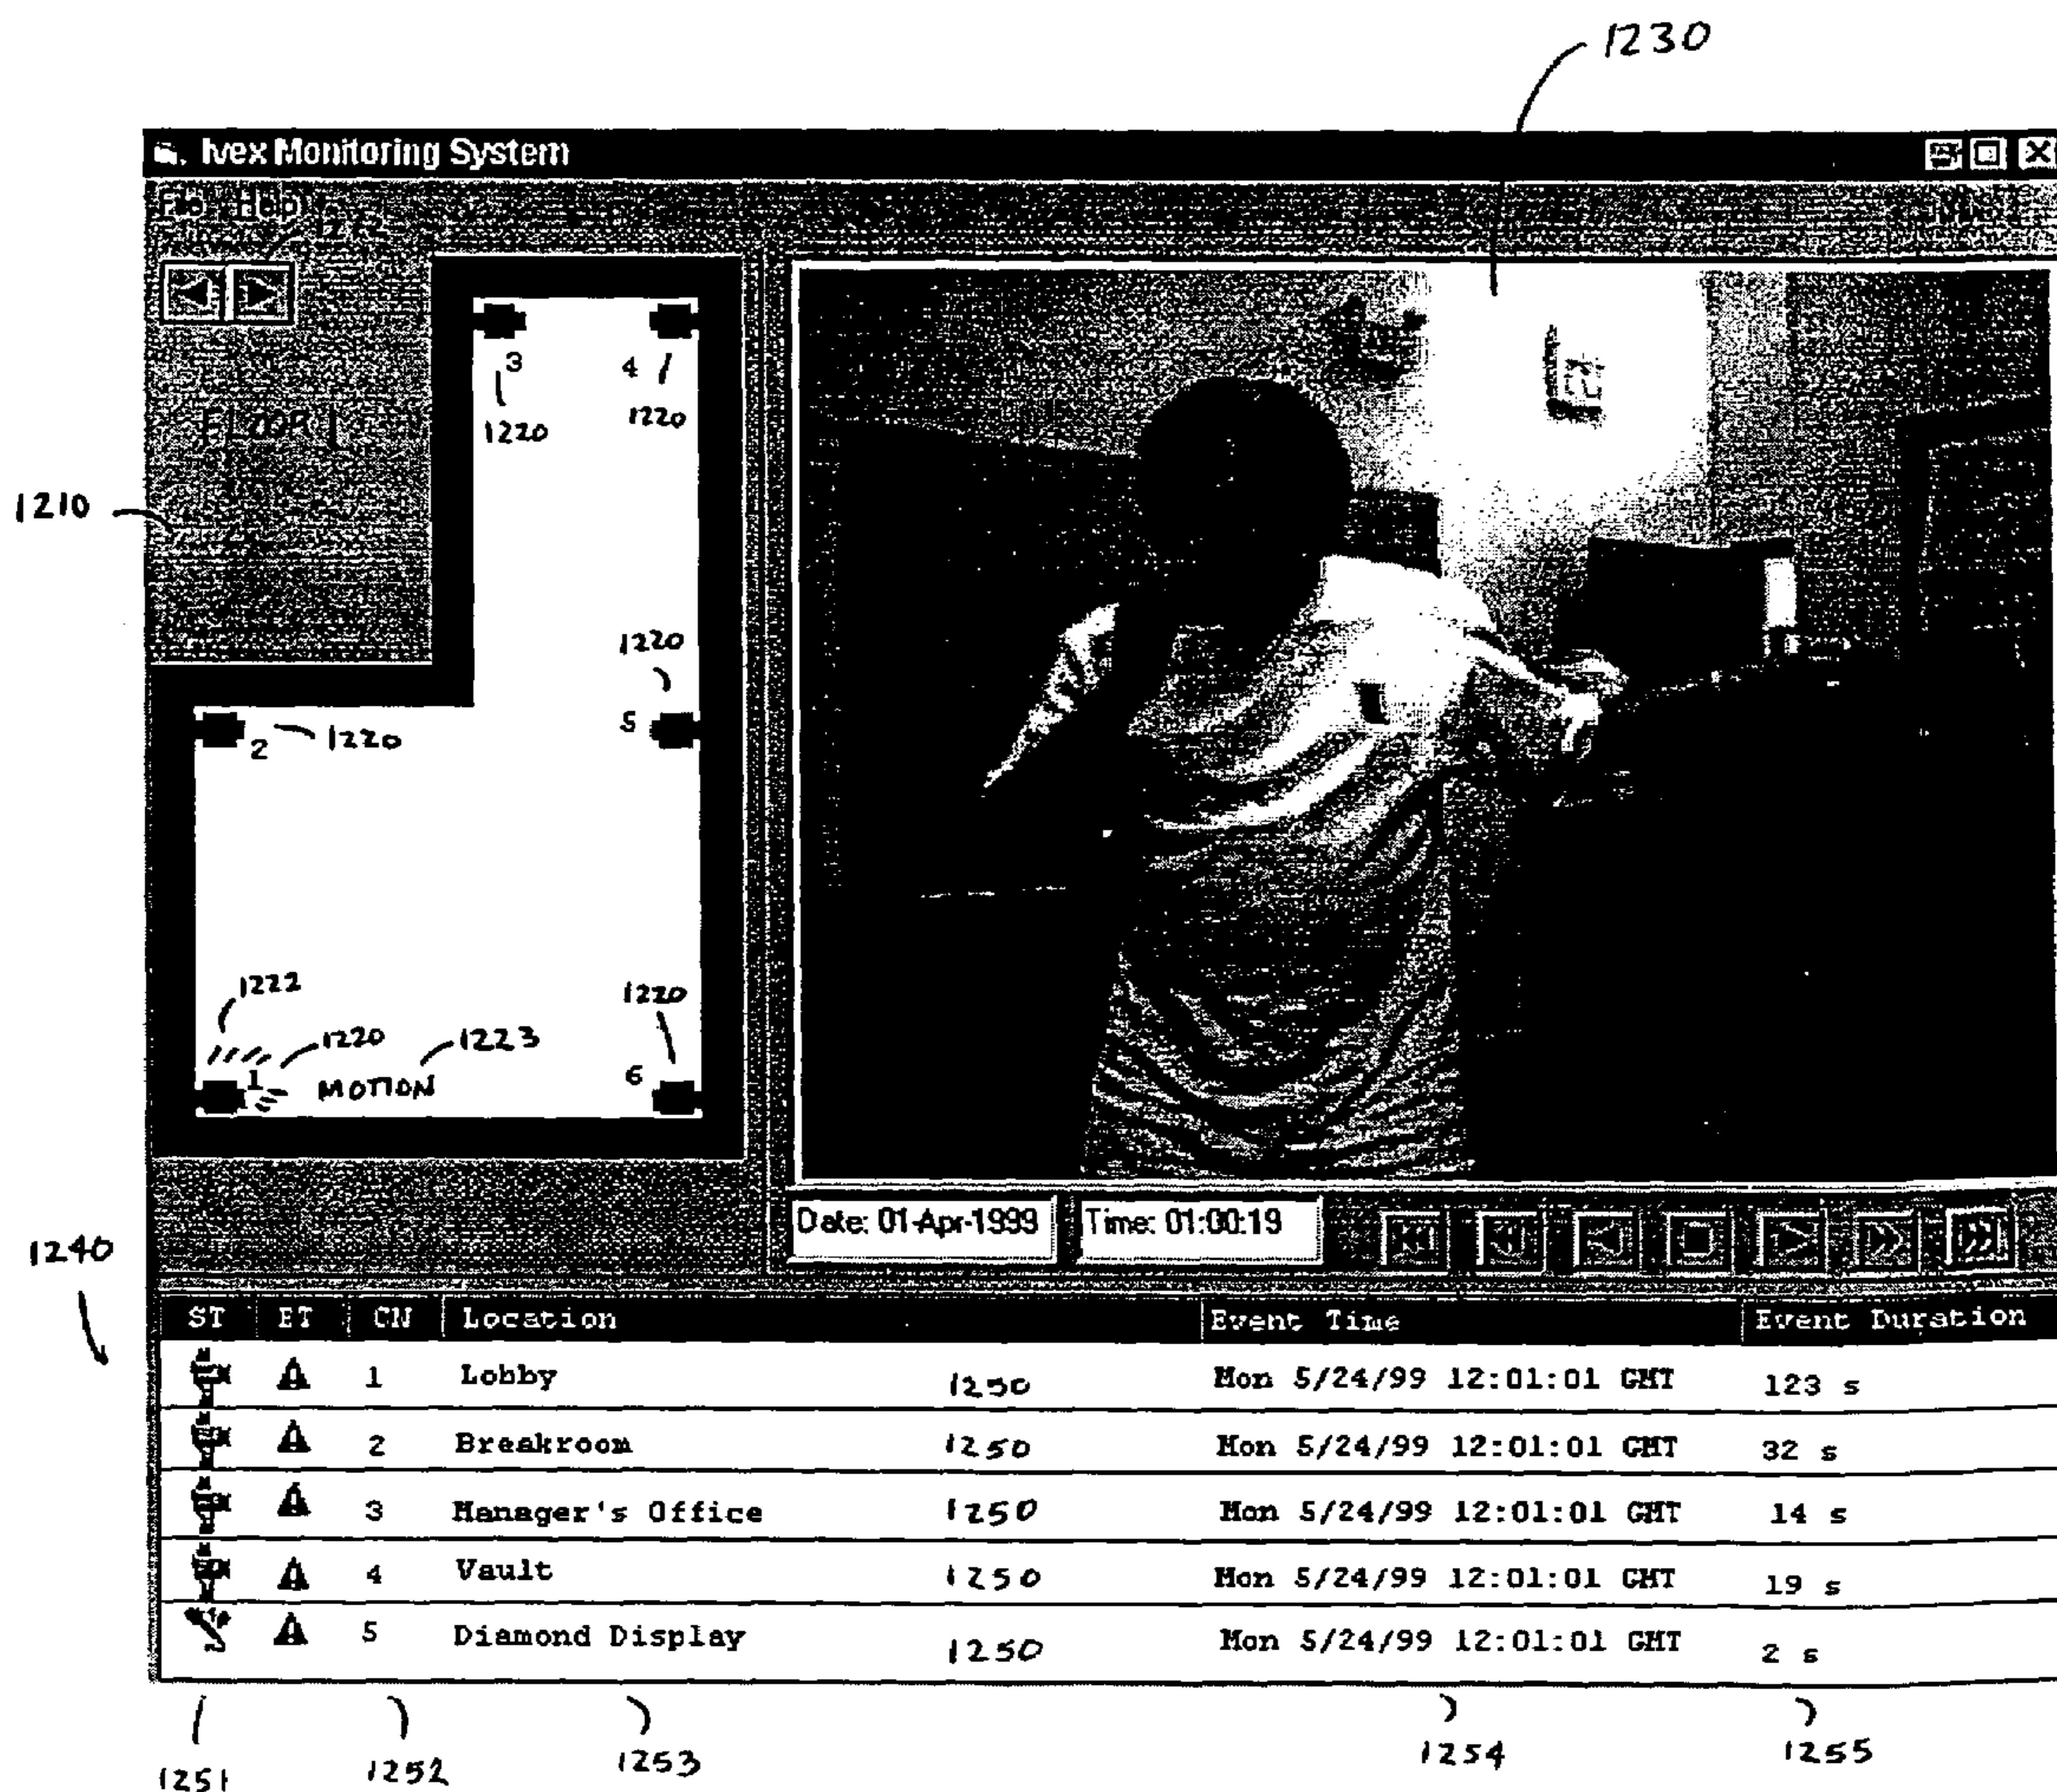 1230
Ivex Monitoring System
File Help
FLOOR 1
3 4
1220 1220
1210
1220
2 1220 5
1222 1220
1220 1223
1 MOTION 6
Date: 01-Apr-1999 Time: 01:00:19
1240
ST ET CN Location Event Time Event Duration
1 Lobby 1250 Mon 5/24/99 12:01:01 GMT 123 s
2 Breakroom 1250 Mon 5/24/99 12:01:01 GMT 32 s
3 Manager's Office 1250 Mon 5/24/99 12:01:01 GMT 14 s
4 Vault 1250 Mon 5/24/99 12:01:01 GMT 19 s
5 Diamond Display 1250 Mon 5/24/99 12:01:01 GMT 2 s
1251 1252 1253 1254 1255